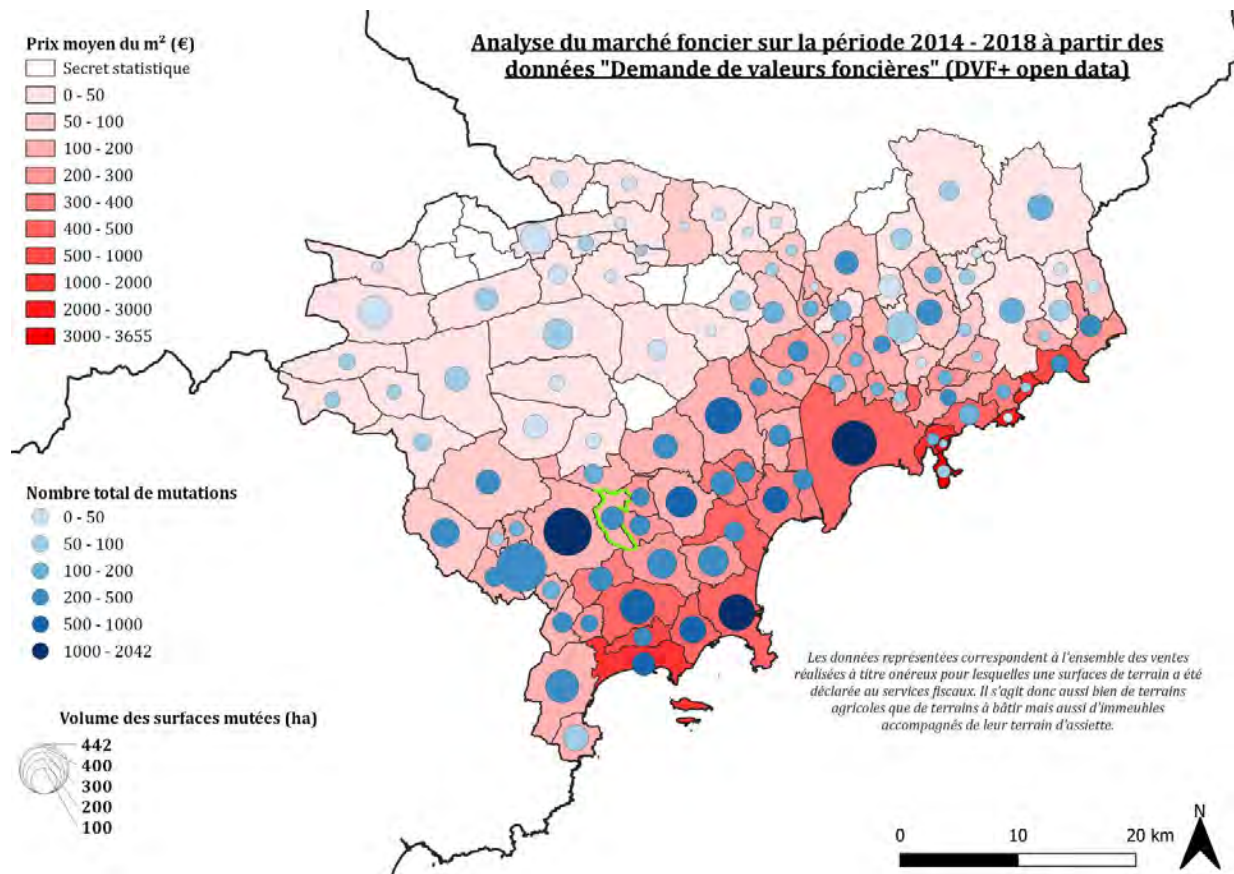 Analyse du marché foncier sur la période 2014 - 2018 à partir des
données "Demande de valeurs foncières" (DVF+ open data)
Prix moyen du m² (€)
Secret statistique
0 - 50
50 - 100
100 - 200
200 - 300
300 - 400
400 - 500
500 - 1000
1000 - 2000
2000 - 3000
3000 - 3655
Nombre total de mutations
0 - 50
50 - 100
100 - 200
200 - 500
500 - 1000
1000 - 2042
Volume des surfaces mutées (ha)
442
400
300
200
100
Les données représentées correspondent à l'ensemble des ventes
réalisées à titre onéreux pour lesquelles une surfaces de terrain a été
déclarée au services fiscaux. Il s'agit donc aussi bien de terrains
agricoles que de terrains à bâtir mais aussi d'immeubles
accompagnés de leur terrain d'assiette.
0 10 20 km
N